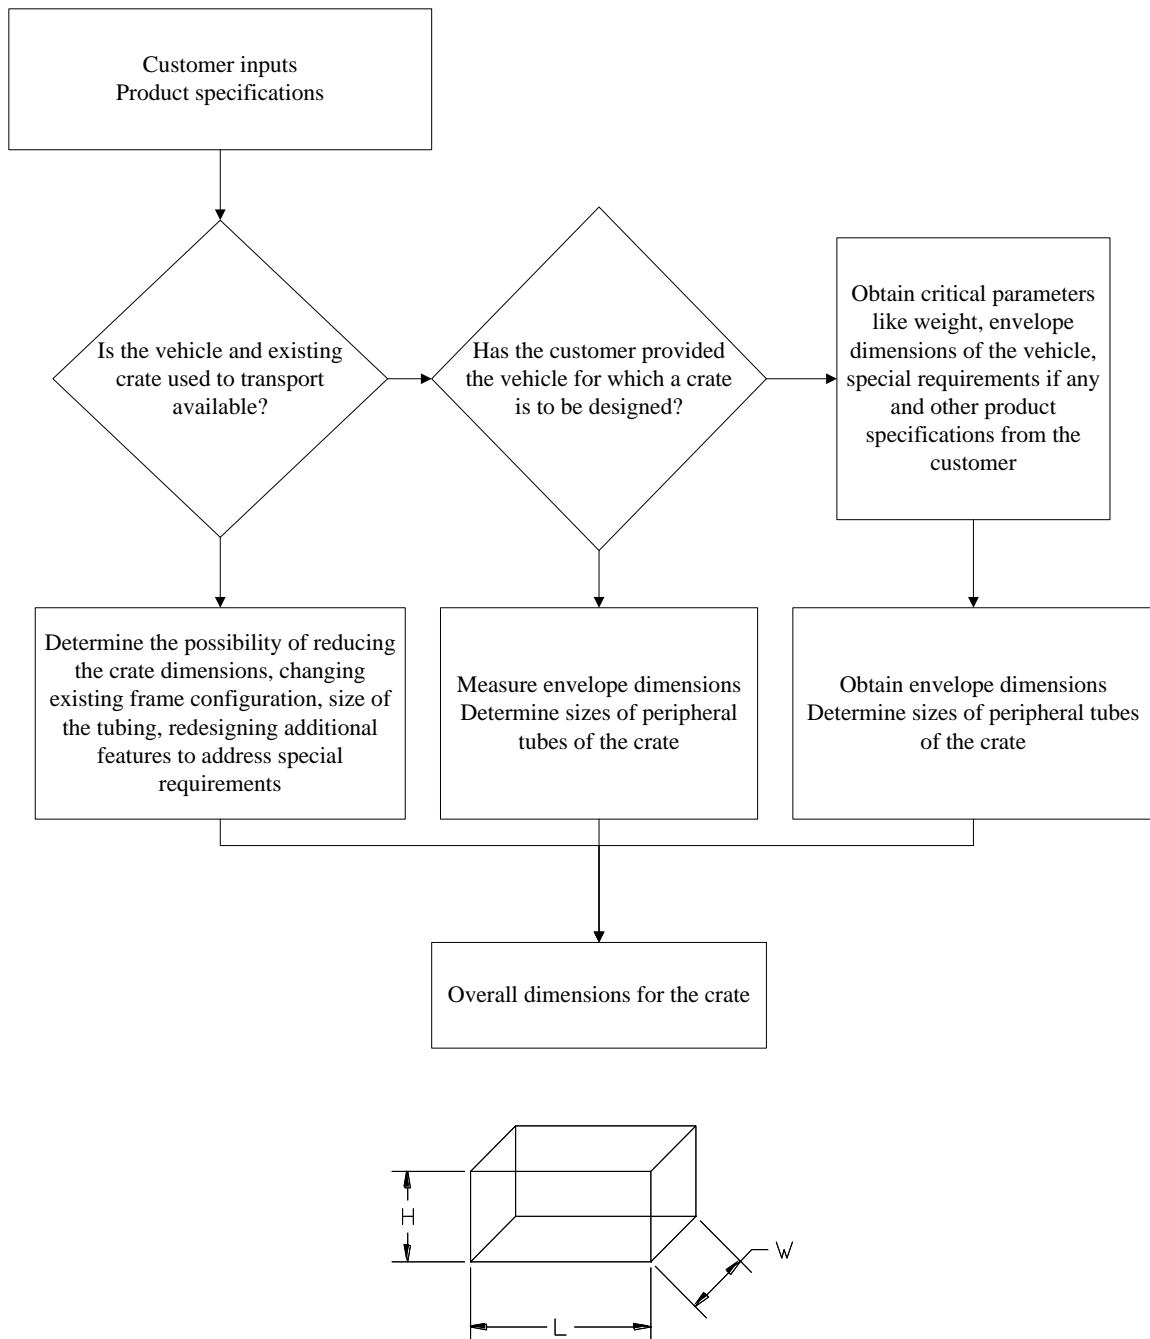 Customer inputs
Product specifications
Is the vehicle and existing
crate used to transport
available?
Has the customer provided
the vehicle for which a crate
is to be designed?
Obtain critical parameters
like weight, envelope
dimensions of the vehicle,
special requirements if any
and other product
specifications from the
customer
Determine the possibility of reducing
the crate dimensions, changing
existing frame configuration, size of
the tubing, redesigning additional
features to address special
requirements
Measure envelope dimensions
Determine sizes of peripheral
tubes of the crate
Obtain envelope dimensions
Determine sizes of peripheral tubes
of the crate
Overall dimensions for the crate
H
W
L